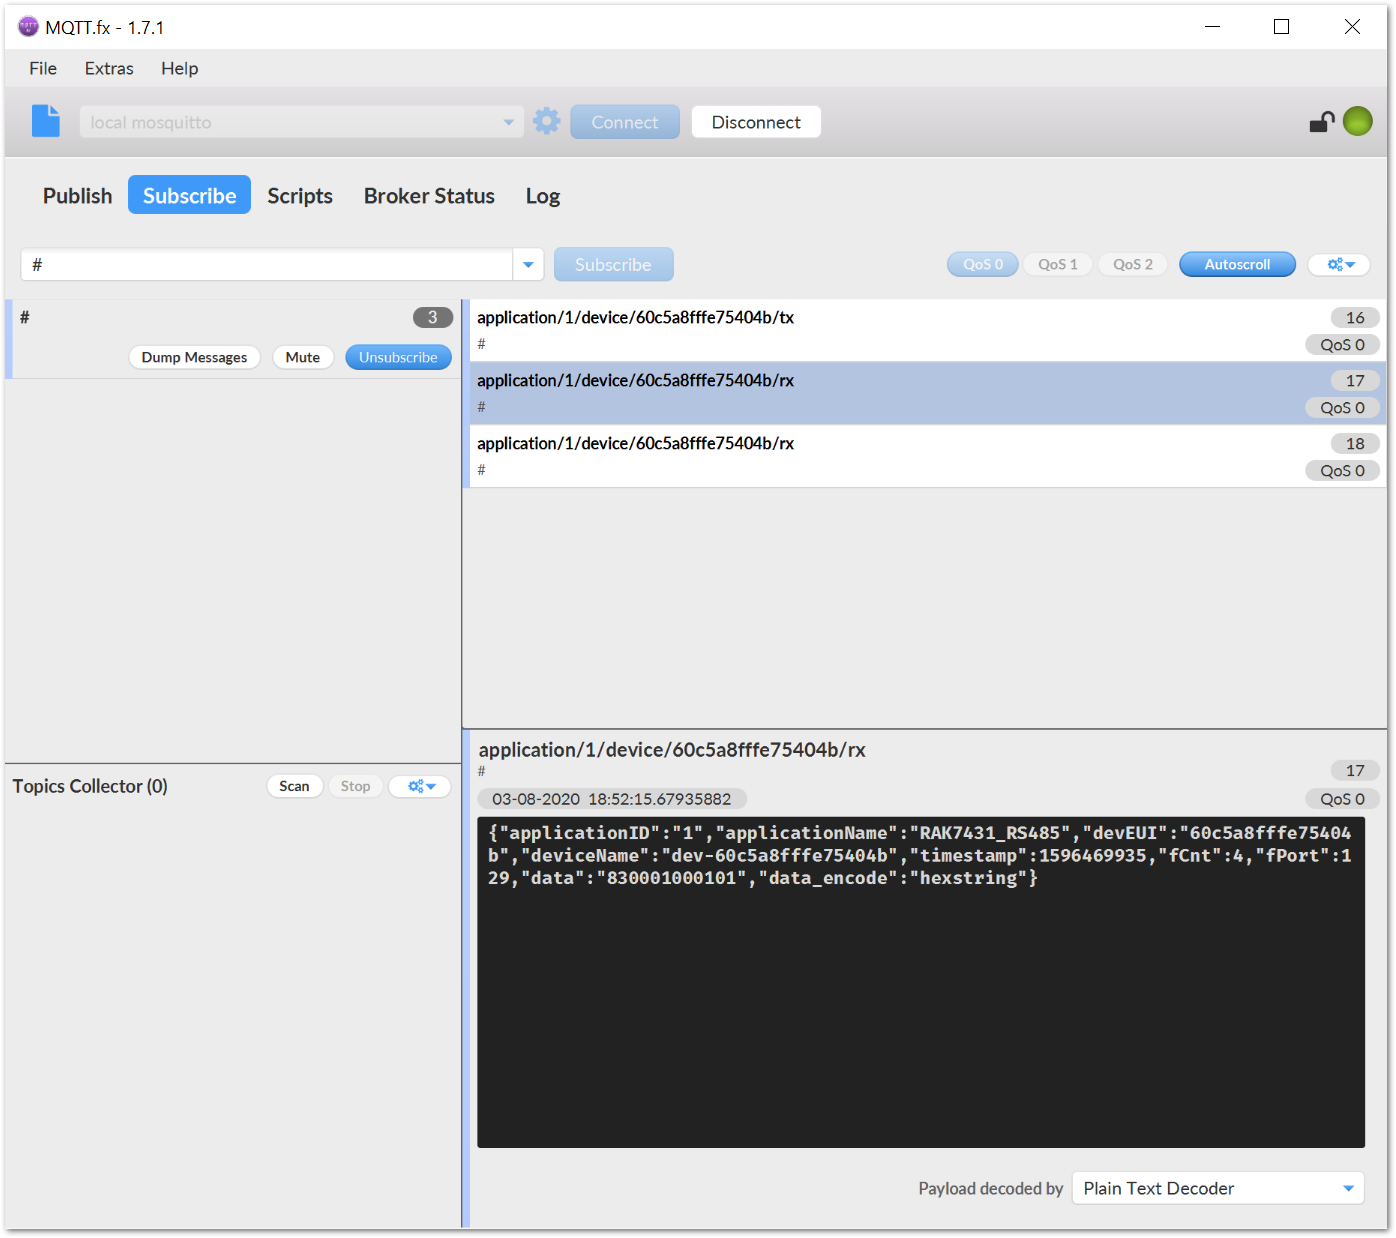 MQTT.fx - 1.7.1
File Extras Help
local mosquitto Connect Disconnect
Publish Subscribe Scripts Broker Status Log
# Subscribe QoS 0 QoS 1 QoS 2 Autoscroll
# 3
Dump Messages Mute Unsubscribe
application/1/device/60c5a8fffe75404b/tx 16
# QoS 0
application/1/device/60c5a8fffe75404b/rx 17
# QoS 0
application/1/device/60c5a8fffe75404b/rx 18
# QoS 0
Topics Collector (0) Scan Stop
application/1/device/60c5a8fffe75404b/rx
# 17
03-08-2020 18:52:15.67935882 QoS 0
{"applicationID":"1","applicationName":"RAK7431_RS485","devEUI":"60c5a8fffe75404
b","deviceName":"dev-60c5a8fffe75404b","timestamp":1596469935,"fCnt":4,"fPort":1
29,"data":"830001000101","data_encode":"hexstring"}
Payload decoded by Plain Text Decoder